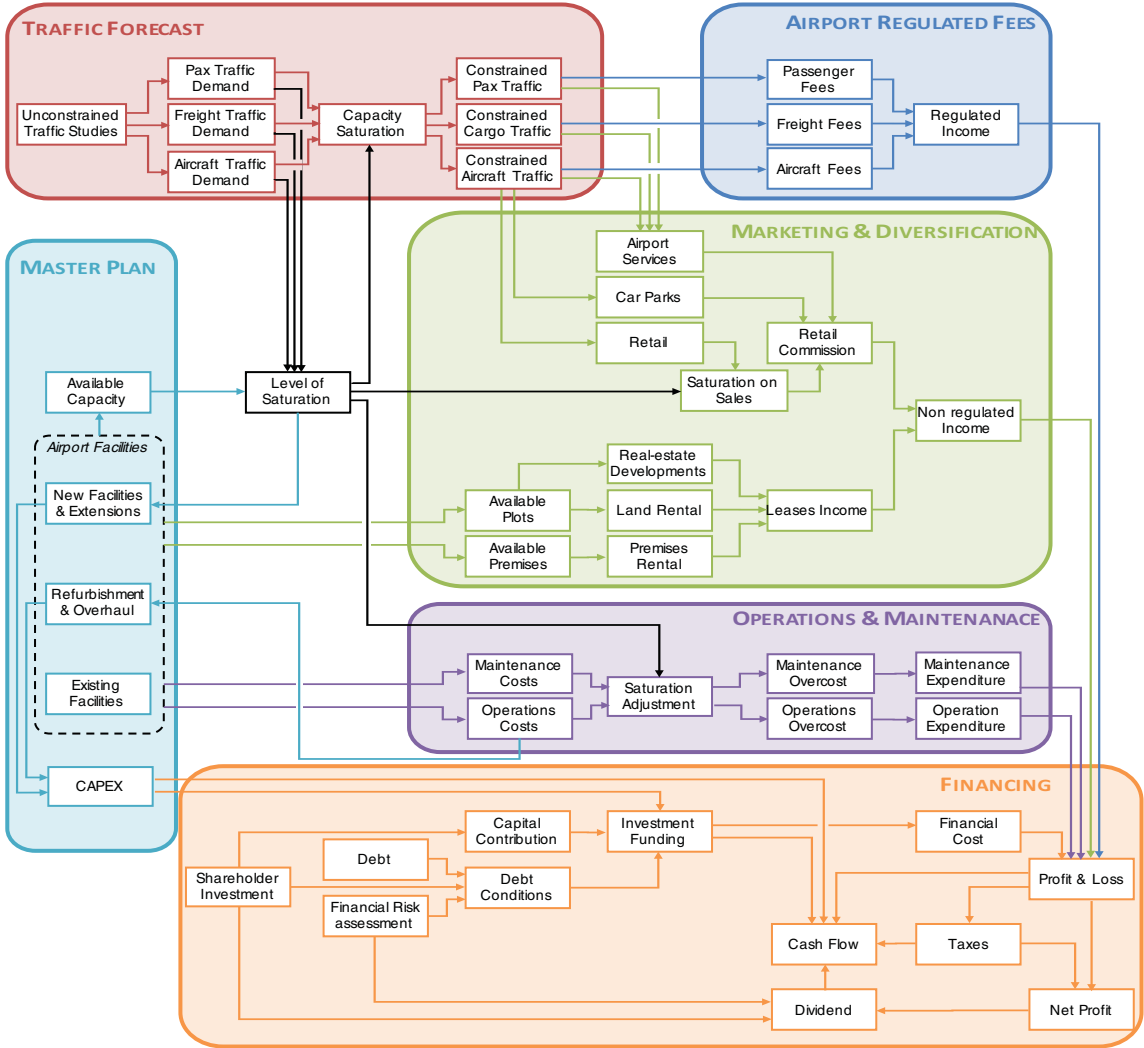 TRAFFIC FORECAST
Unconstrained
Traffic Studies
Pax Traffic
Demand
Freight Traffic
Demand
Aircraft Traffic
Demand
Capacity
Saturation
Constrained
Pax Traffic
Constrained
Cargo Traffic
Constrained
Aircraft Traffic
AIRPORT REGULATED FEES
Passenger
Fees
Freight Fees
Aircraft Fees
Regulated
Income
MASTER PLAN
Available
Capacity
Airport Facilities
New Facilities
& Extensions
Refurbishment
& Overhaul
Existing
Facilities
CAPEX
Level of
Saturation
MARKETING & DIVERSIFICATION
Airport
Services
Car Parks
Retail
Retail
Commission
Saturation on
Sales
Non regulated
Income
Real-estate
Developments
Available
Plots
Land Rental
Leases Income
Available
Premises
Premises
Rental
OPERATIONS & MAINTENANACE
Maintenance
Costs
Operations
Costs
Saturation
Adjustment
Maintenance
Overcost
Operations
Overcost
Maintenance
Expenditure
Operation
Expenditure
FINANCING
Capital
Contribution
Investment
Funding
Financial
Cost
Debt
Shareholder
Investment
Debt
Conditions
Financial Risk
assessment
Profit & Loss
Cash Flow
Taxes
Dividend
Net Profit